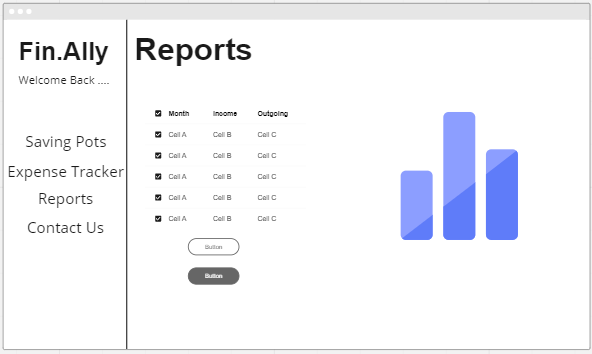 Fin.Ally
Welcome Back ....
Saving Pots
Expense Tracker
Reports
Contact Us
Reports
Month Income Outgoing
Cell A Cell B Cell C
Cell A Cell B Cell C
Cell A Cell B Cell C
Cell A Cell B Cell C
Cell A Cell B Cell C
Button
Button